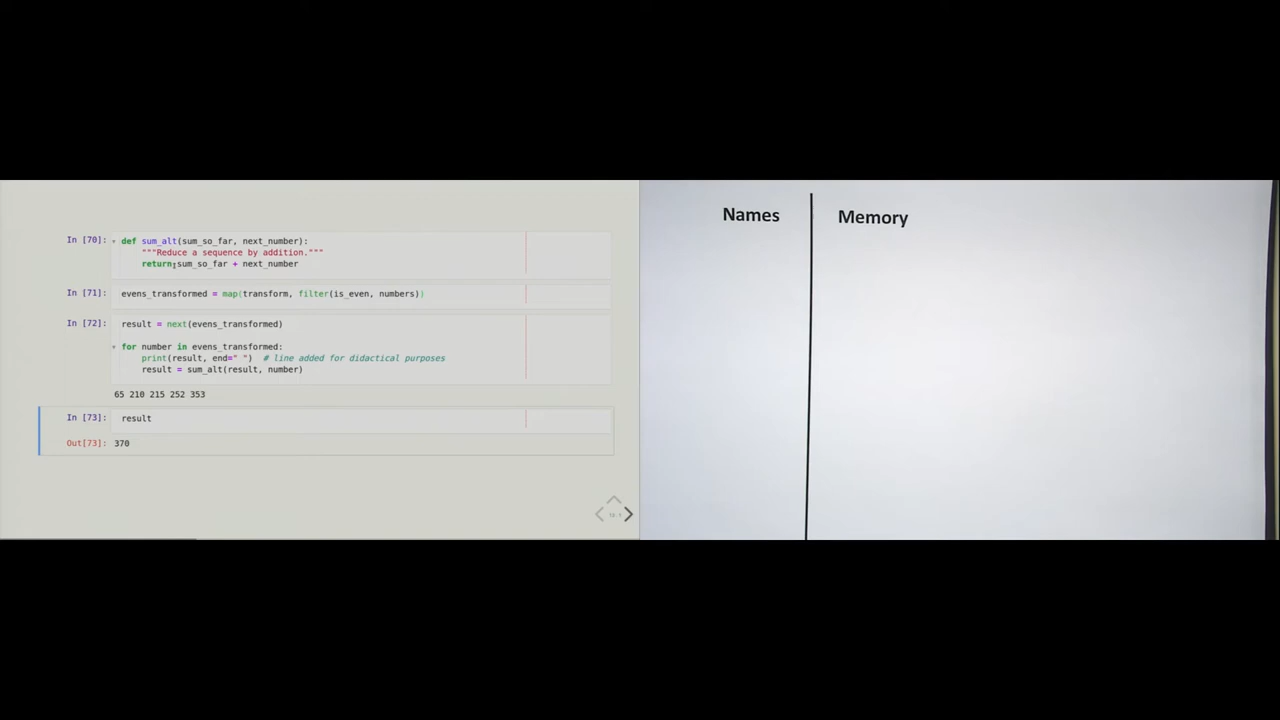 In [70]: def sum_alt(sum_so_far, next_number):
"""Reduce a sequence by addition."""
return sum_so_far + next_number
In [71]: evens_transformed = map(transform, filter(is_even, numbers))
In [72]: result = next(evens_transformed)
for number in evens_transformed:
print(result, end=" ")  # line added for didactical purposes
result = sum_alt(result, number)
65 210 215 252 353
In [73]: result
Out[73]: 370
Names
Memory